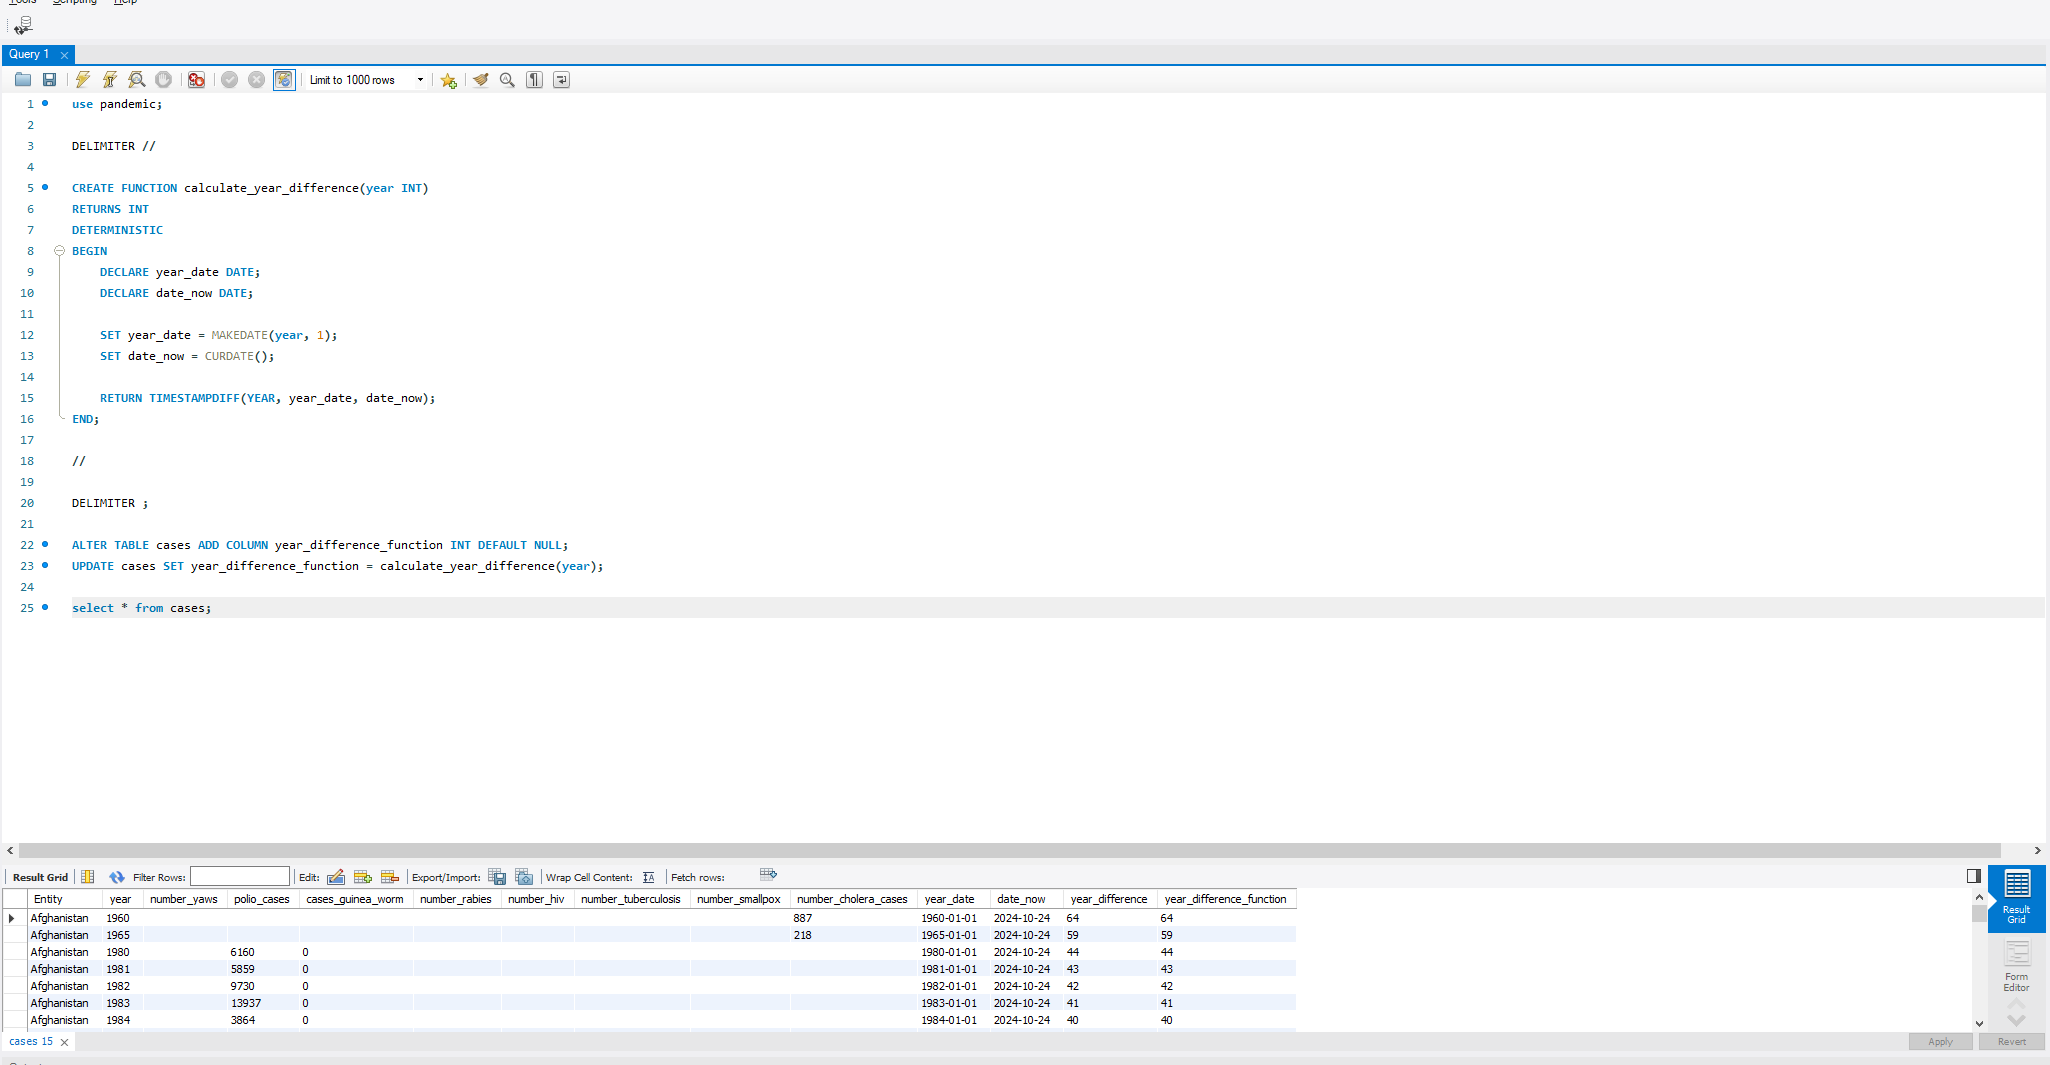 Tools Scripting Help
Query 1
Limit to 1000 rows
1 use pandemic;
2
3 DELIMITER //
4
5 CREATE FUNCTION calculate_year_difference(year INT)
6 RETURNS INT
7 DETERMINISTIC
8 BEGIN
9 DECLARE year_date DATE;
10 DECLARE date_now DATE;
11
12 SET year_date = MAKEDATE(year, 1);
13 SET date_now = CURDATE();
14
15 RETURN TIMESTAMPDIFF(YEAR, year_date, date_now);
16 END;
17
18 //
19
20 DELIMITER ;
21
22 ALTER TABLE cases ADD COLUMN year_difference_function INT DEFAULT NULL;
23 UPDATE cases SET year_difference_function = calculate_year_difference(year);
24
25 select * from cases;
Result Grid Filter Rows: Edit: Export/Import: Wrap Cell Content: Fetch rows:
Entity year number_yaws polio_cases cases_guinea_worm number_rabies number_hiv number_tuberculosis number_smallpox number_cholera_cases year_date date_now year_difference year_difference_function
Afghanistan 1960 887 1960-01-01 2024-10-24 64 64
Afghanistan 1965 218 1965-01-01 2024-10-24 59 59
Afghanistan 1980 6160 0 1980-01-01 2024-10-24 44 44
Afghanistan 1981 5859 0 1981-01-01 2024-10-24 43 43
Afghanistan 1982 9730 0 1982-01-01 2024-10-24 42 42
Afghanistan 1983 13937 0 1983-01-01 2024-10-24 41 41
Afghanistan 1984 3864 0 1984-01-01 2024-10-24 40 40
Result
Grid
Form
Editor
cases 15
Apply Revert